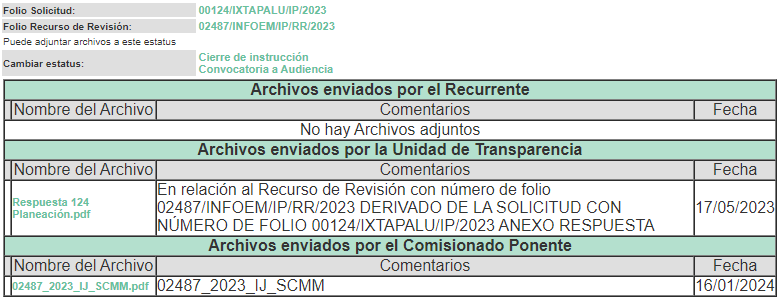 Folio Solicitud: 00124/IXTAPALU/IP/2023
Folio Recurso de Revisión: 02487/INFOEM/IP/RR/2023
Puede adjuntar archivos a este estatus
Cambiar estatus: Cierre de instrucción
Convocatoria a Audiencia
Archivos enviados por el Recurrente
Nombre del Archivo Comentarios Fecha
No hay Archivos adjuntos
Archivos enviados por la Unidad de Transparencia
Nombre del Archivo Comentarios Fecha
Respuesta 124 Planeación.pdf
En relación al Recurso de Revisión con número de folio
02487/INFOEM/IP/RR/2023 DERIVADO DE LA SOLICITUD CON
NÚMERO DE FOLIO 00124/IXTAPALU/IP/2023 ANEXO RESPUESTA
17/05/2023
Archivos enviados por el Comisionado Ponente
Nombre del Archivo Comentarios Fecha
02487_2023_IJ_SCMM.pdf 02487_2023_IJ_SCMM 16/01/2024